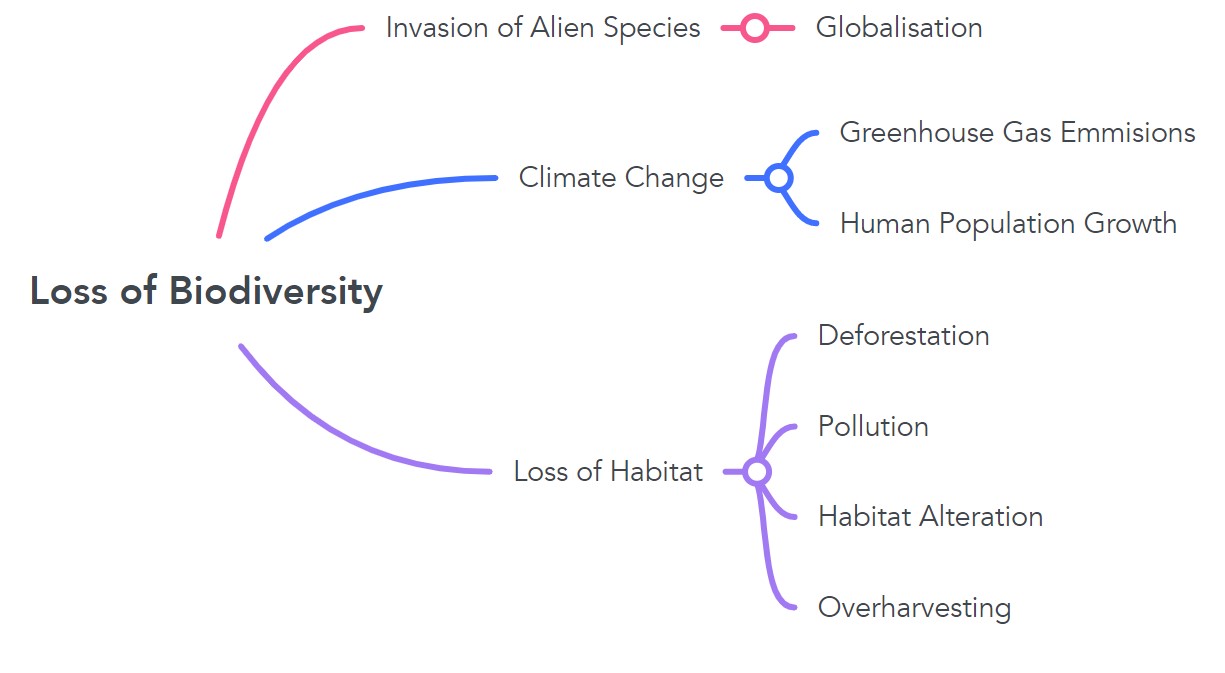 Invasion of Alien Species
Globalisation
Greenhouse Gas Emmisions
Climate Change
Human Population Growth
Loss of Biodiversity
Deforestation
Pollution
Loss of Habitat
Habitat Alteration
Overharvesting